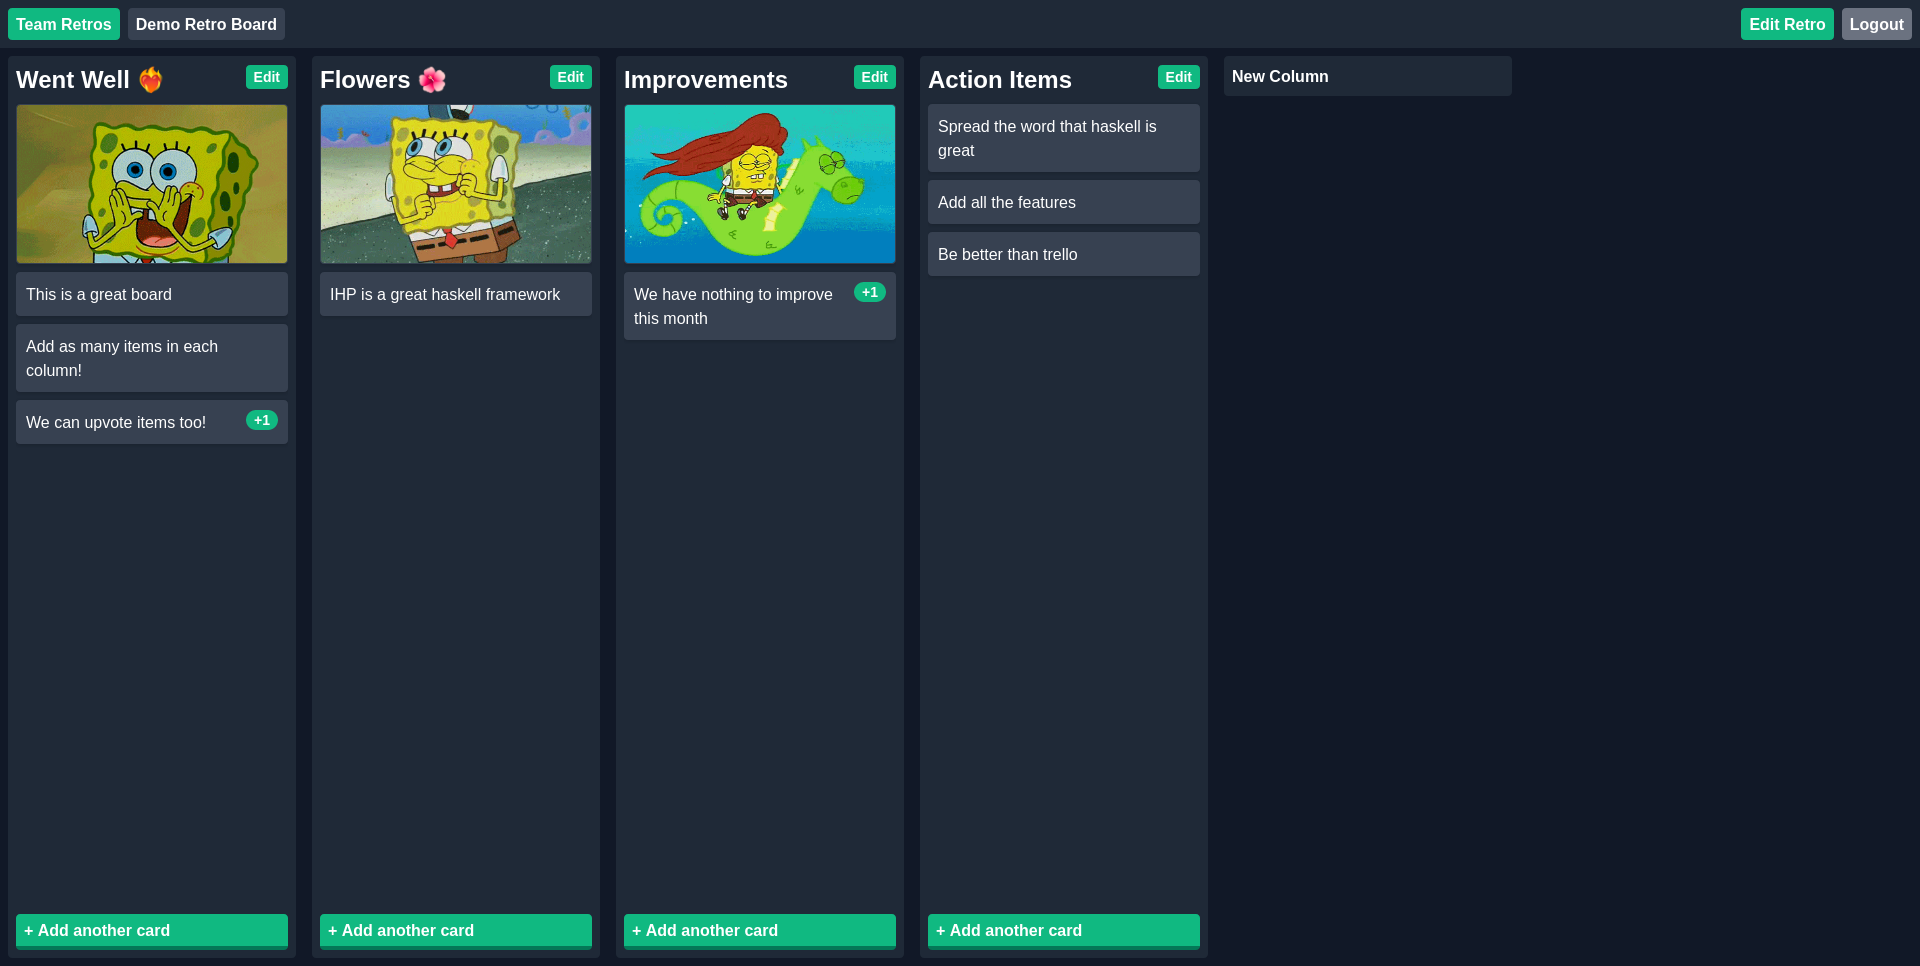 Team Retros
Demo Retro Board
Edit Retro
Logout
Went Well ❤️‍🔥
Edit
This is a great board
Add as many items in each
column!
We can upvote items too!
+1
+ Add another card
Flowers 🌺
Edit
IHP is a great haskell framework
+ Add another card
Improvements
Edit
We have nothing to improve
this month
+1
+ Add another card
Action Items
Edit
Spread the word that haskell is
great
Add all the features
Be better than trello
+ Add another card
New Column